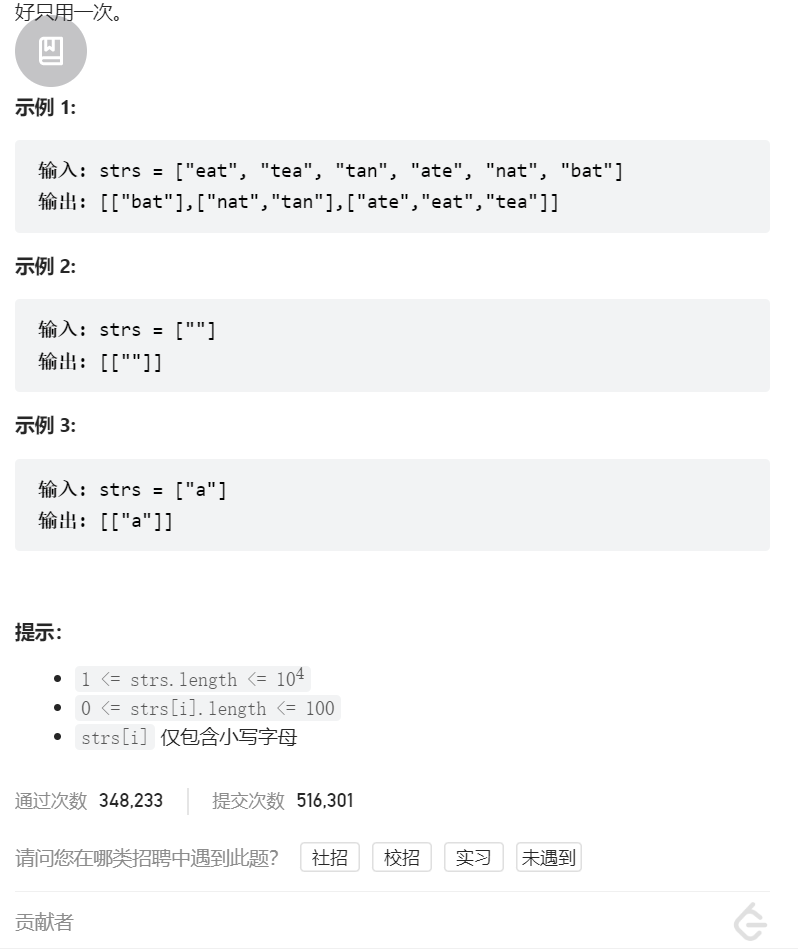 好只用一次。
示例 1:
输入: strs = ["eat", "tea", "tan", "ate", "nat", "bat"]
输出: [["bat"],["nat","tan"],["ate","eat","tea"]]
示例 2:
输入: strs = [""]
输出: [[""]]
示例 3:
输入: strs = ["a"]
输出: [["a"]]
提示:
1 <= strs.length <= 10⁴
0 <= strs[i].length <= 100
strs[i] 仅包含小写字母
通过次数 348,233 提交次数 516,301
请问您在哪类招聘中遇到此题? 社招 校招 实习 未遇到
贡献者